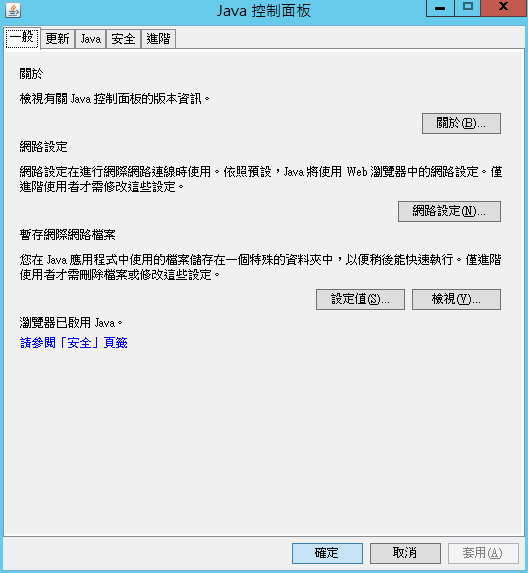 Java 控制面板
一般 更新 Java 安全 進階
關於
檢視有關 Java 控制面板的版本資訊。
關於(B)...
網路設定
網路設定在進行網際網路連線時使用。依照預設，Java 將使用 Web 瀏覽器中的網路設定。僅
進階使用者才需修改這些設定。
網路設定(N)...
暫存網際網路檔案
您在 Java 應用程式中使用的檔案儲存在一個特殊的資料夾中，以便稍後能快速執行。僅進階
使用者才需刪除檔案或修改這些設定。
設定值(S)... 檢視(V)...
瀏覽器已啟用 Java。
請參閱「安全」頁籤
確定 取消 套用(A)